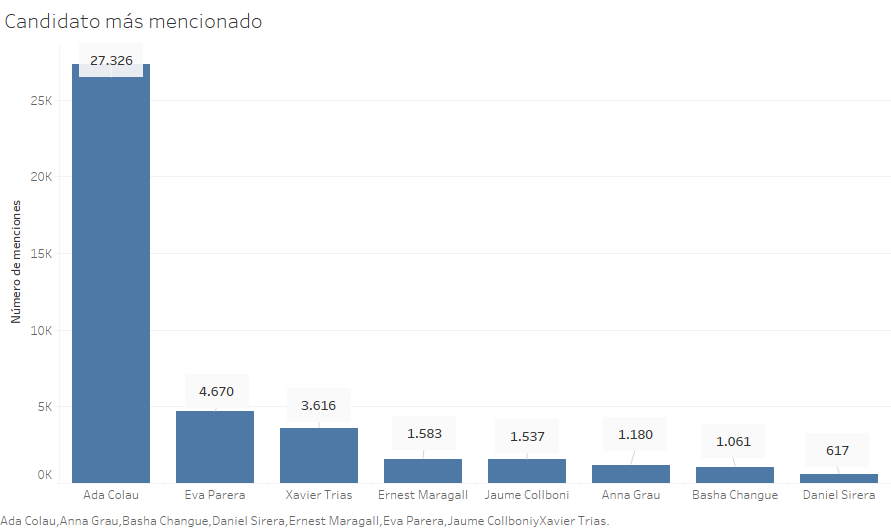 Candidato más mencionado
27.326
25K
20K
15K
10K
5K
0K
Número de menciones
4.670
3.616
1.583
1.537
1.180
1.061
617
Ada Colau
Eva Parera
Xavier Trias
Ernest Maragall
Jaume Collboni
Anna Grau
Basha Changue
Daniel Sirera
Ada Colau,Anna Grau,Basha Changue,Daniel Sirera,Ernest Maragall,Eva Parera,Jaume CollboniyXavier Trias.